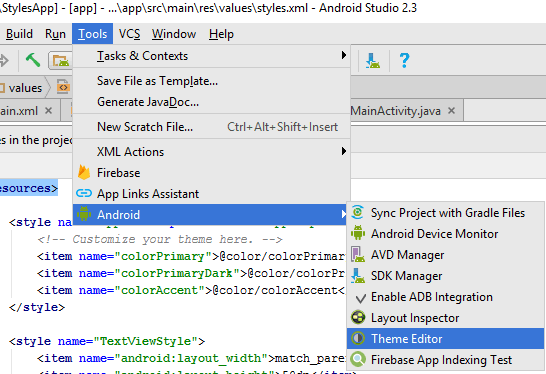 \StylesApp] - [app] - ...\app\src\main\res\values\styles.xml - Android Studio 2.3
Build Run Tools VCS Window Help
Tasks & Contexts
Save File as Template...
values
Generate JavaDoc...
ain.xml × MainActivity.java ×
New Scratch File... Ctrl+Alt+Shift+Insert
es in the projec
XML Actions
Firebase
esources>
App Links Assistant
Android
Sync Project with Gradle Files
<style na
Android Device Monitor
<!-- Customize your theme here. -->
<item name="colorPrimary">@color/colorPrimar
AVD Manager
<item name="colorPrimaryDark">@color/colorPr
SDK Manager
<item name="colorAccent">@color/colorAccent<
Enable ADB Integration
</style>
Layout Inspector
Theme Editor
<style name="TextViewStyle">
<item name="android:layout_width">match_pare
Firebase App Indexing Test